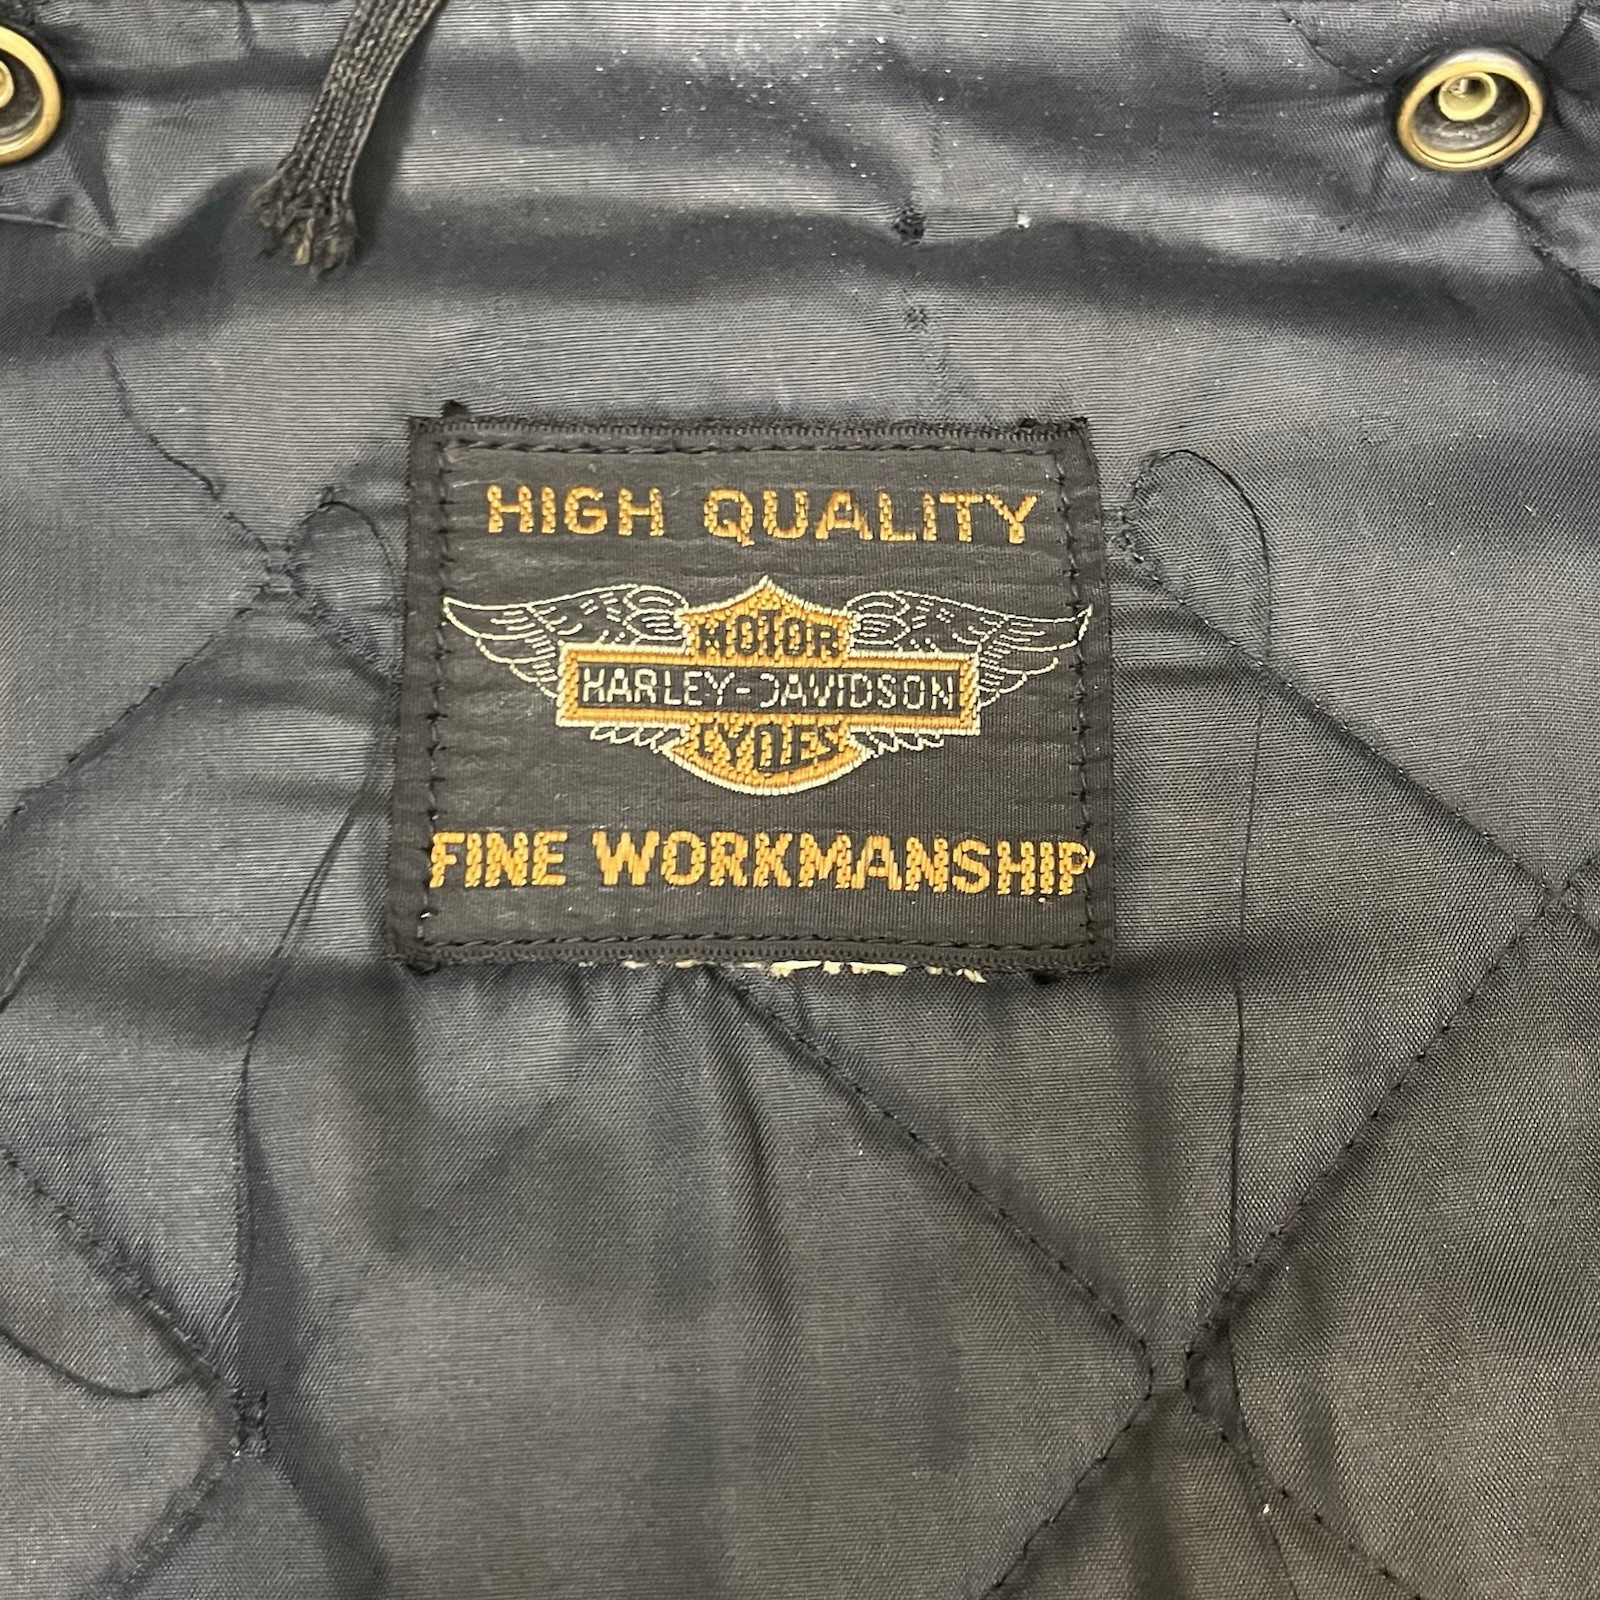 HIGH QUALITY
MOTOR
HARLEY-DAVIDSON
CYCLES
FINE WORKMANSHIP